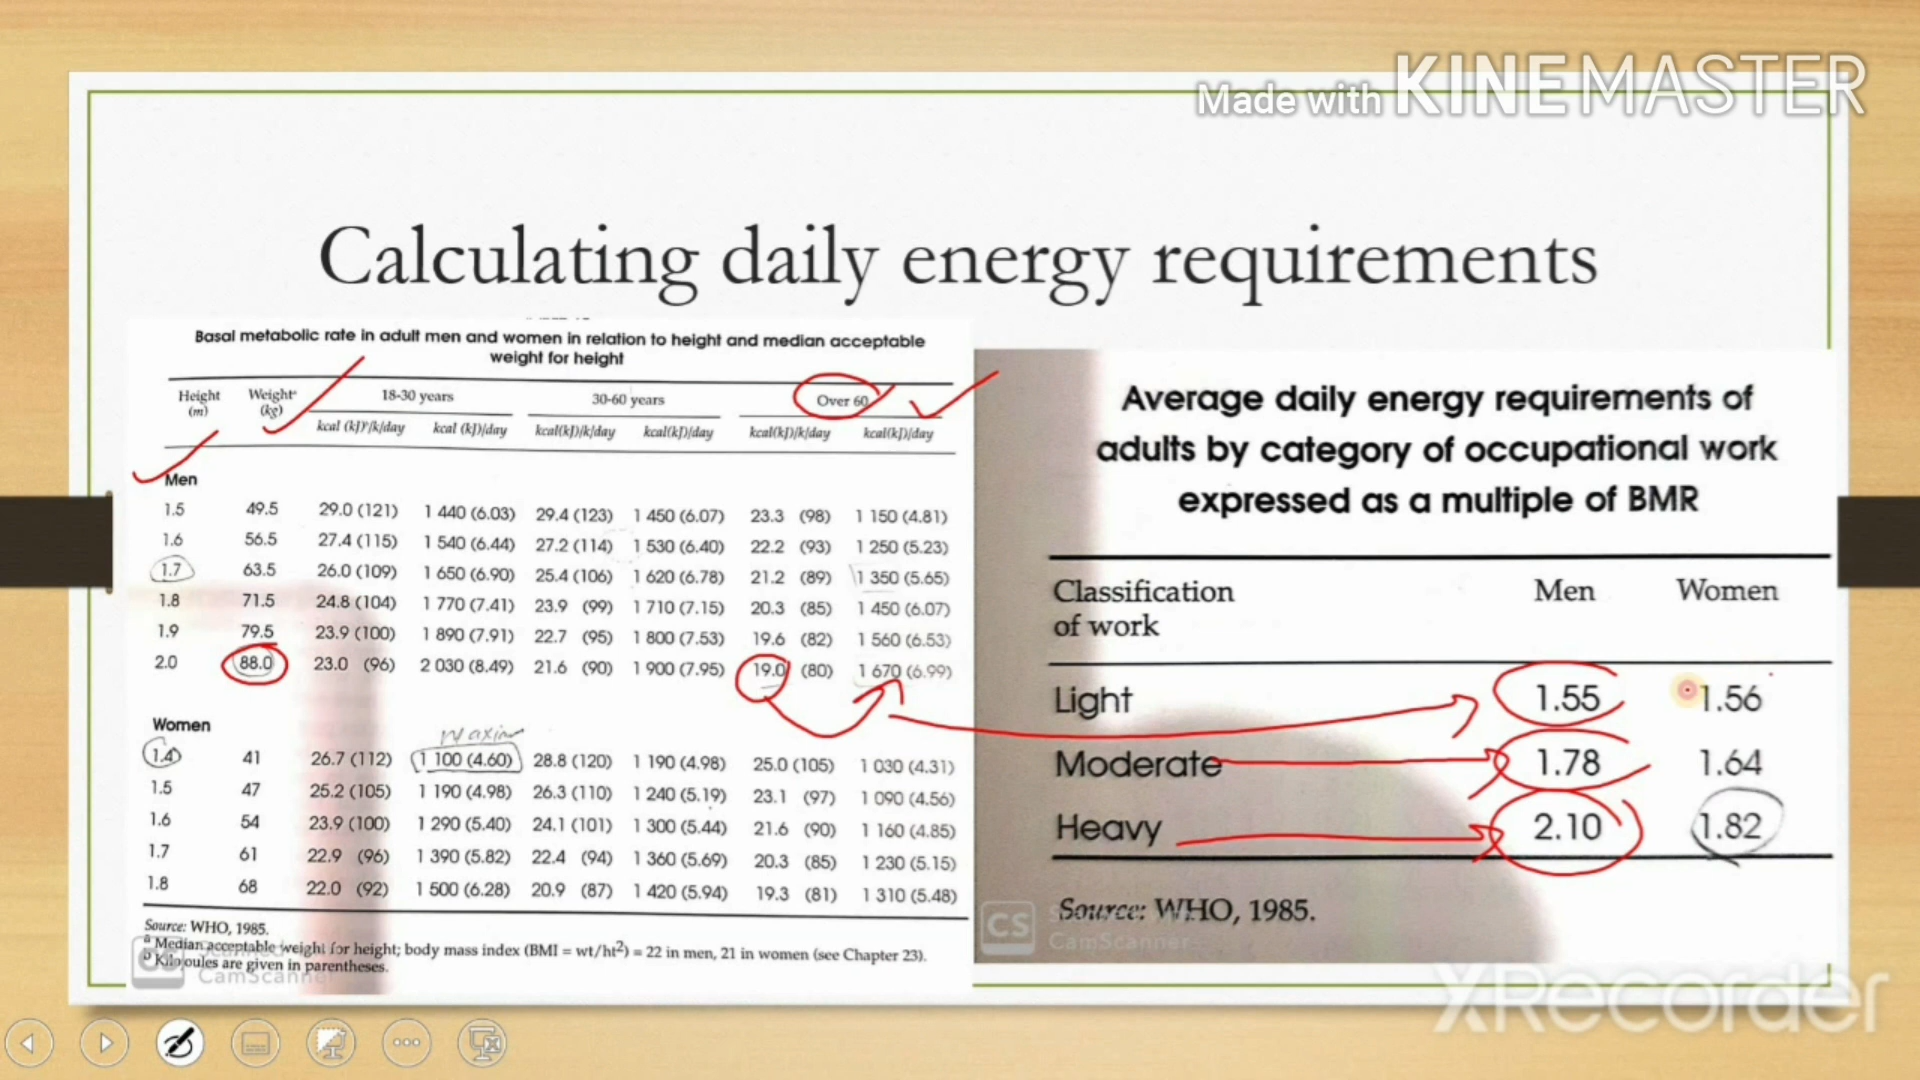 Made with KINEMASTER
Calculating daily energy requirements
Basal metabolic rate in adult men and women in relation to height and median acceptable
weight for height
Height Weightᵃ 18-30 years 30-60 years Over 60
(m) (kg) kcal (kJ)ᵇ/k/day kcal (kJ)/day kcal(kJ)/k/day kcal(kJ)/day kcal(kJ)/k/day kcal(kJ)/day
Men
1.5 49.5 29.0 (121) 1 440 (6.03) 29.4 (123) 1 450 (6.07) 23.3 (98) 1 150 (4.81)
1.6 56.5 27.4 (115) 1 540 (6.44) 27.2 (114) 1 530 (6.40) 22.2 (93) 1 250 (5.23)
1.7 63.5 26.0 (109) 1 650 (6.90) 25.4 (106) 1 620 (6.78) 21.2 (89) 1 350 (5.65)
1.8 71.5 24.8 (104) 1 770 (7.41) 23.9 (99) 1 710 (7.15) 20.3 (85) 1 450 (6.07)
1.9 79.5 23.9 (100) 1 890 (7.91) 22.7 (95) 1 800 (7.53) 19.6 (82) 1 560 (6.53)
2.0 88.0 23.0 (96) 2 030 (8.49) 21.6 (90) 1 900 (7.95) 19.0 (80) 1 670 (6.99)
Women
1.4 41 26.7 (112) 1 100 (4.60) 28.8 (120) 1 190 (4.98) 25.0 (105) 1 030 (4.31)
1.5 47 25.2 (105) 1 190 (4.98) 26.3 (110) 1 240 (5.19) 23.1 (97) 1 090 (4.56)
1.6 54 23.9 (100) 1 290 (5.40) 24.1 (101) 1 300 (5.44) 21.6 (90) 1 160 (4.85)
1.7 61 22.9 (96) 1 390 (5.82) 22.4 (94) 1 360 (5.69) 20.3 (85) 1 230 (5.15)
1.8 68 22.0 (92) 1 500 (6.28) 20.9 (87) 1 420 (5.94) 19.3 (81) 1 310 (5.48)
Source: WHO, 1985.
ᵃ Median acceptable weight for height; body mass index (BMI = wt/ht²) = 22 in men, 21 in women (see Chapter 23).
ᵇ Kilojoules are given in parentheses.
CS CamScanner
Average daily energy requirements of
adults by category of occupational work
expressed as a multiple of BMR
Classification Men Women
of work
Light 1.55 1.56
Moderate 1.78 1.64
Heavy 2.10 1.82
Source: WHO, 1985.
CS CamScanner
XRecorder